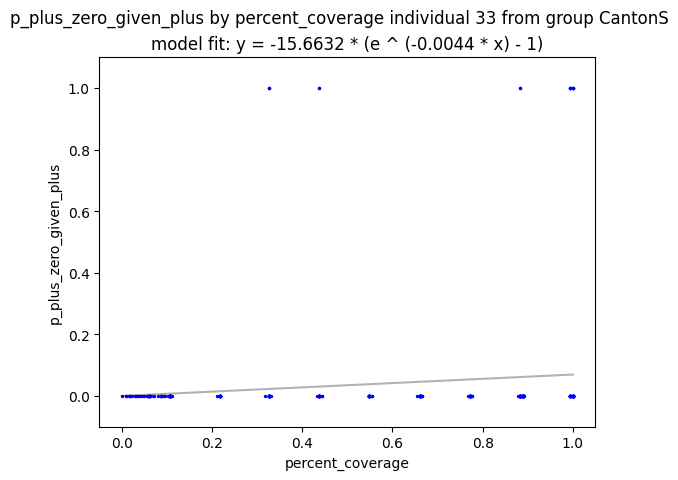 p_plus_zero_given_plus by percent_coverage individual 33 from group CantonS
model fit: y = -15.6632 * (e ^ (-0.0044 * x) - 1)
1.0
0.8
0.6
0.4
0.2
0.0
p_plus_zero_given_plus
0.0 0.2 0.4 0.6 0.8 1.0
percent_coverage